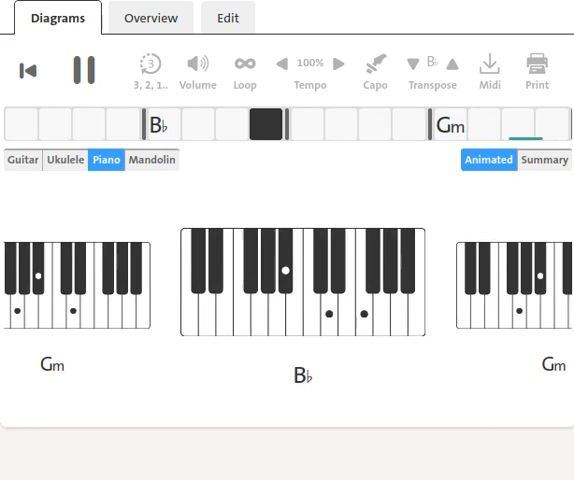 Diagrams Overview Edit
3
100%
B♭
3, 2, 1.. Volume Loop Tempo Capo Transpose Midi Print
B♭ Gm
Guitar Ukulele Piano Mandolin Animated Summary
Gm B♭ Gm